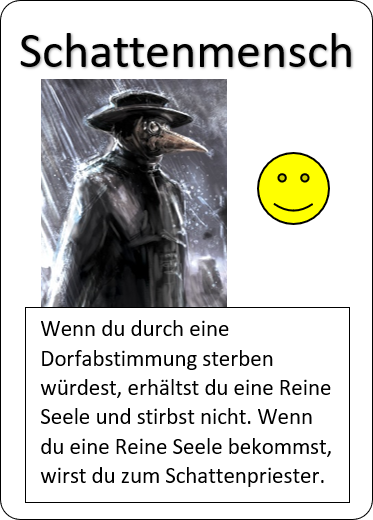 Schattenmensch
Wenn du durch eine
Dorfabstimmung sterben
würdest, erhältst du eine Reine
Seele und stirbst nicht. Wenn
du eine Reine Seele bekommst,
wirst du zum Schattenpriester.